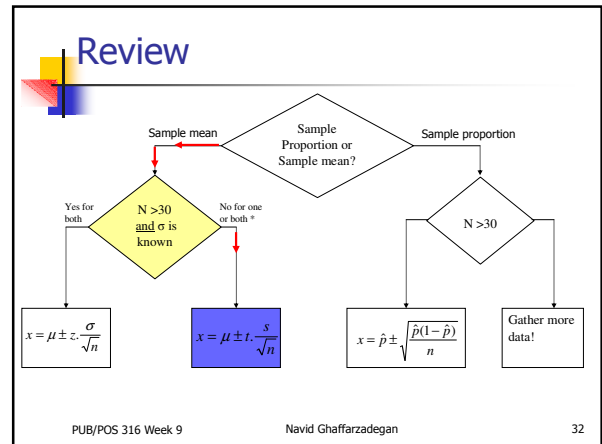 Review
Sample mean
Sample
Proportion or
Sample mean?
Sample proportion
Yes for
both
N >30
and σ is
known
No for one
or both *
N >30
x = μ ± z. σ/√n
x = μ ± t. s/√n
x = p̂ ± √(p̂(1− p̂)/n)
Gather more
data!
PUB/POS 316 Week 9
Navid Ghaffarzadegan
32